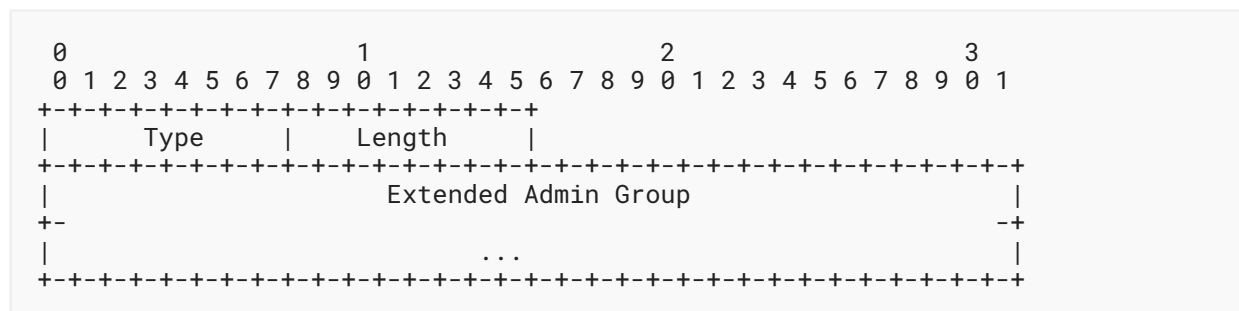 0                   1                   2                   3
 0 1 2 3 4 5 6 7 8 9 0 1 2 3 4 5 6 7 8 9 0 1 2 3 4 5 6 7 8 9 0 1
+-+-+-+-+-+-+-+-+-+-+-+-+-+-+-+-+
|      Type     |    Length     |
+-+-+-+-+-+-+-+-+-+-+-+-+-+-+-+-+-+-+-+-+-+-+-+-+-+-+-+-+-+-+-+-+
|                      Extended Admin Group                     |
+-                                                             -+
|                            ...                                |
+-+-+-+-+-+-+-+-+-+-+-+-+-+-+-+-+-+-+-+-+-+-+-+-+-+-+-+-+-+-+-+-+